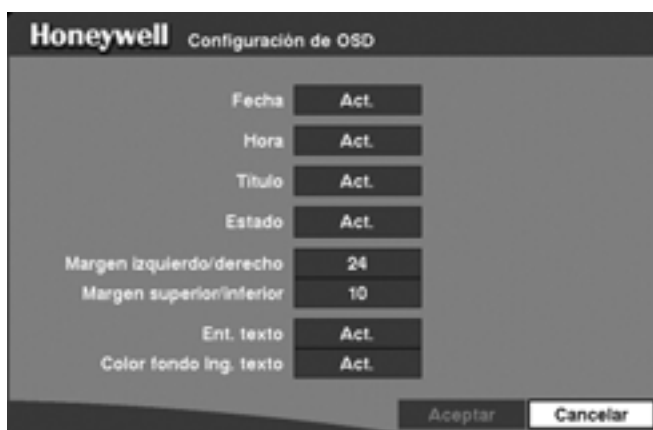 Honeywell Configuración de OSD
Fecha Act.
Hora Act.
Título Act.
Estado Act.
Margen izquierdo/derecho 24
Margen superior/inferior 10
Ent. texto Act.
Color fondo Ing. texto Act.
Aceptar Cancelar